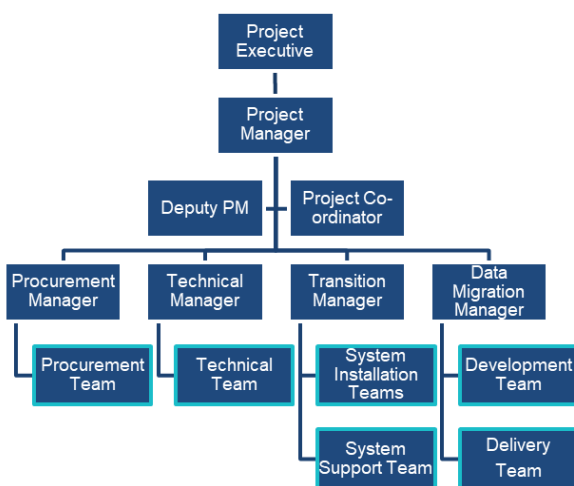 Project
Executive
Project
Manager
Deputy PM
Project Co-
ordinator
Procurement
Manager
Technical
Manager
Transition
Manager
Data
Migration
Manager
Procurement
Team
Technical
Team
System
Installation
Teams
Development
Team
System
Support Team
Delivery
Team